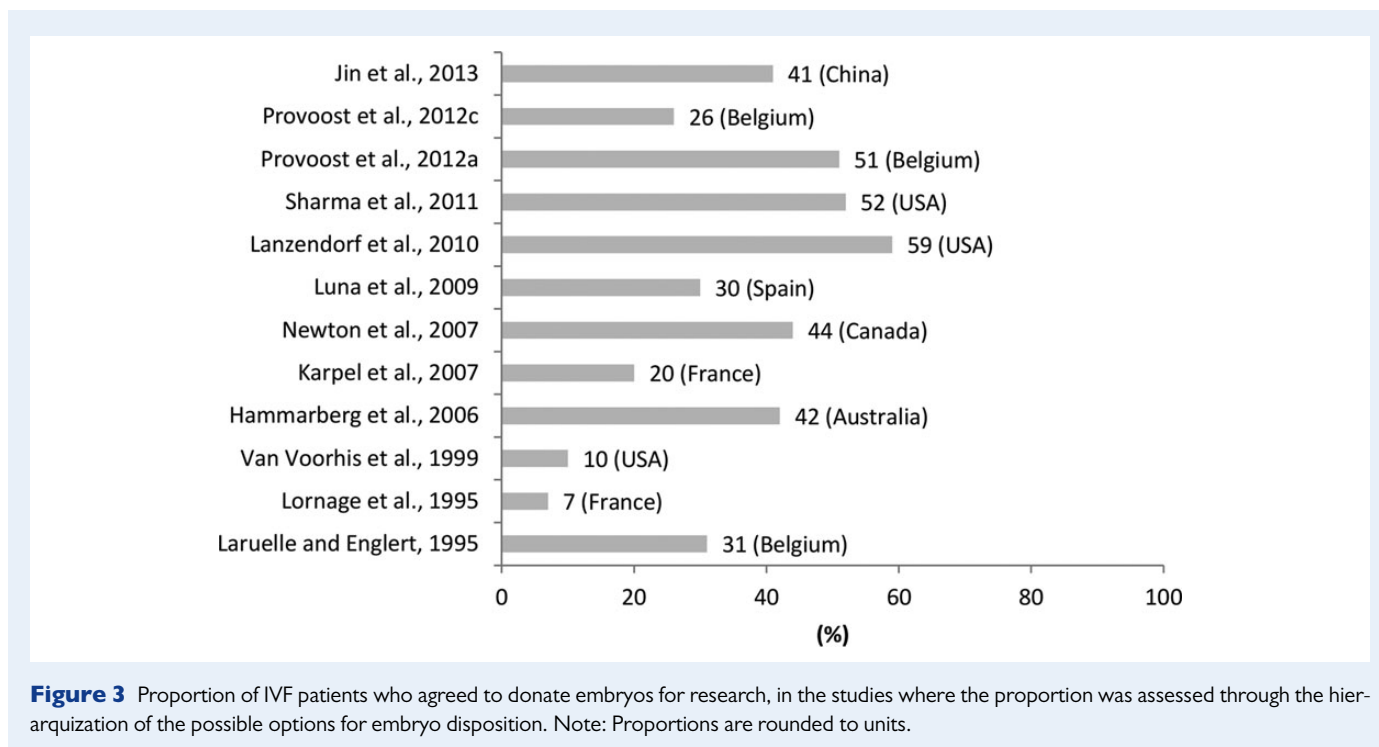 Jin et al., 2013 41 (China)
Provoost et al., 2012c 26 (Belgium)
Provoost et al., 2012a 51 (Belgium)
Sharma et al., 2011 52 (USA)
Lanzendorf et al., 2010 59 (USA)
Luna et al., 2009 30 (Spain)
Newton et al., 2007 44 (Canada)
Karpel et al., 2007 20 (France)
Hammarberg et al., 2006 42 (Australia)
Van Voorhis et al., 1999 10 (USA)
Lornage et al., 1995 7 (France)
Laruelle and Englert, 1995 31 (Belgium)
0 20 40 60 80 100
(%)
Figure 3 Proportion of IVF patients who agreed to donate embryos for research, in the studies where the proportion was assessed through the hier-
arquization of the possible options for embryo disposition. Note: Proportions are rounded to units.